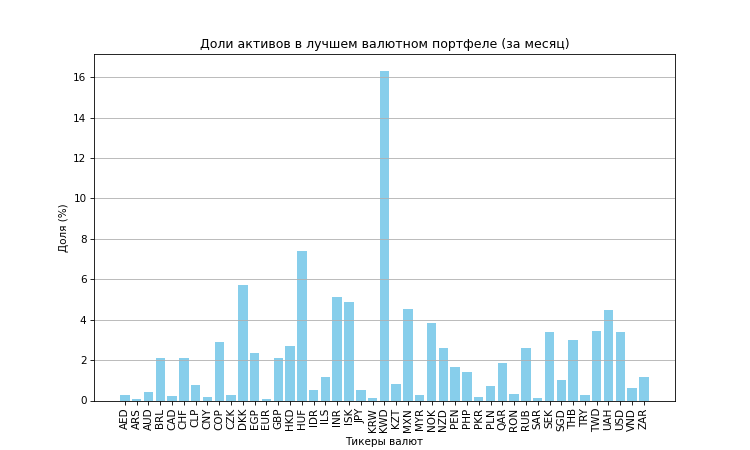 Доли активов в лучшем валютном портфеле (за месяц)
Доля (%)
16
14
12
10
8
6
4
2
0
AED ARS AUD BRL CAD CHF CLP CNY COP CZK DKK EGP EUR GBP HKD HUF IDR ILS INR ISK JPY KRW KWD KZT MXN MYR NOK NZD PEN PHP PKR PLN QAR RON RUB SAR SEK SGD THB TRY TWD UAH USD VND ZAR
Тикеры валют